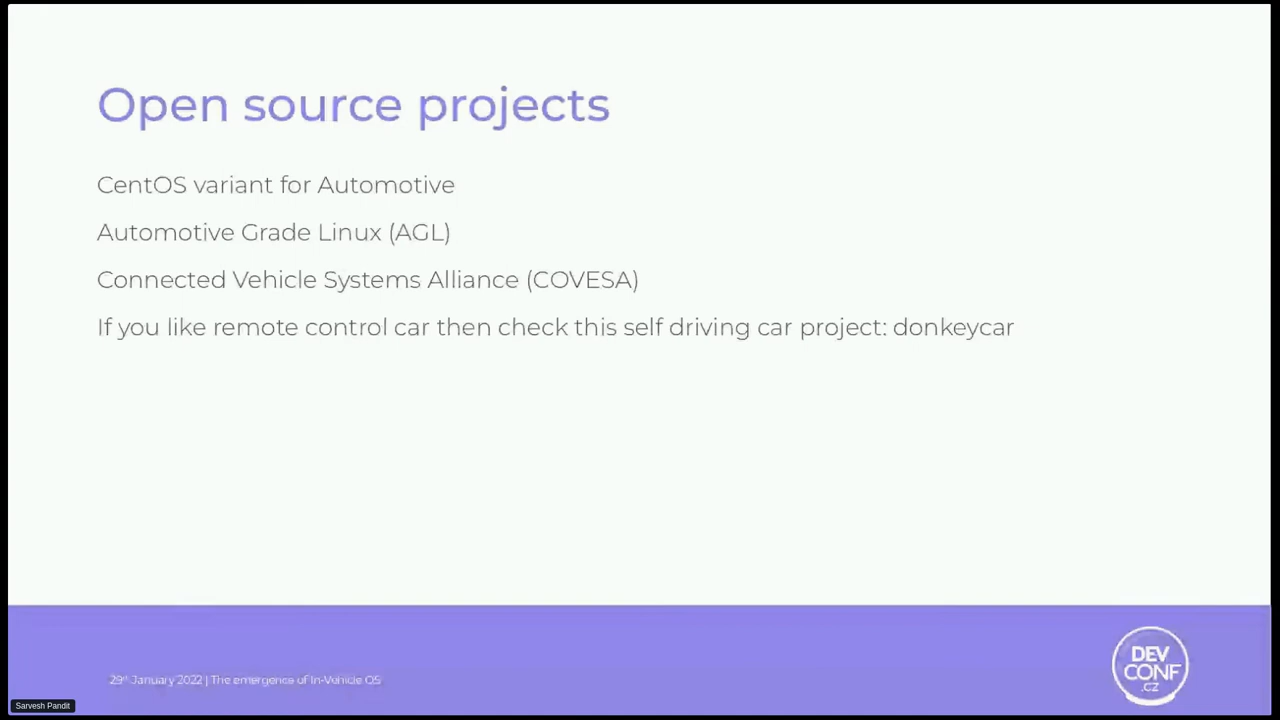 Open source projects
CentOS variant for Automotive
Automotive Grade Linux (AGL)
Connected Vehicle Systems Alliance (COVESA)
If you like remote control car then check this self driving car project: donkeycar
29st January 2022 | The emergence of In-Vehicle OS
DEV
CONF
.CZ
Sarvesh Pandit